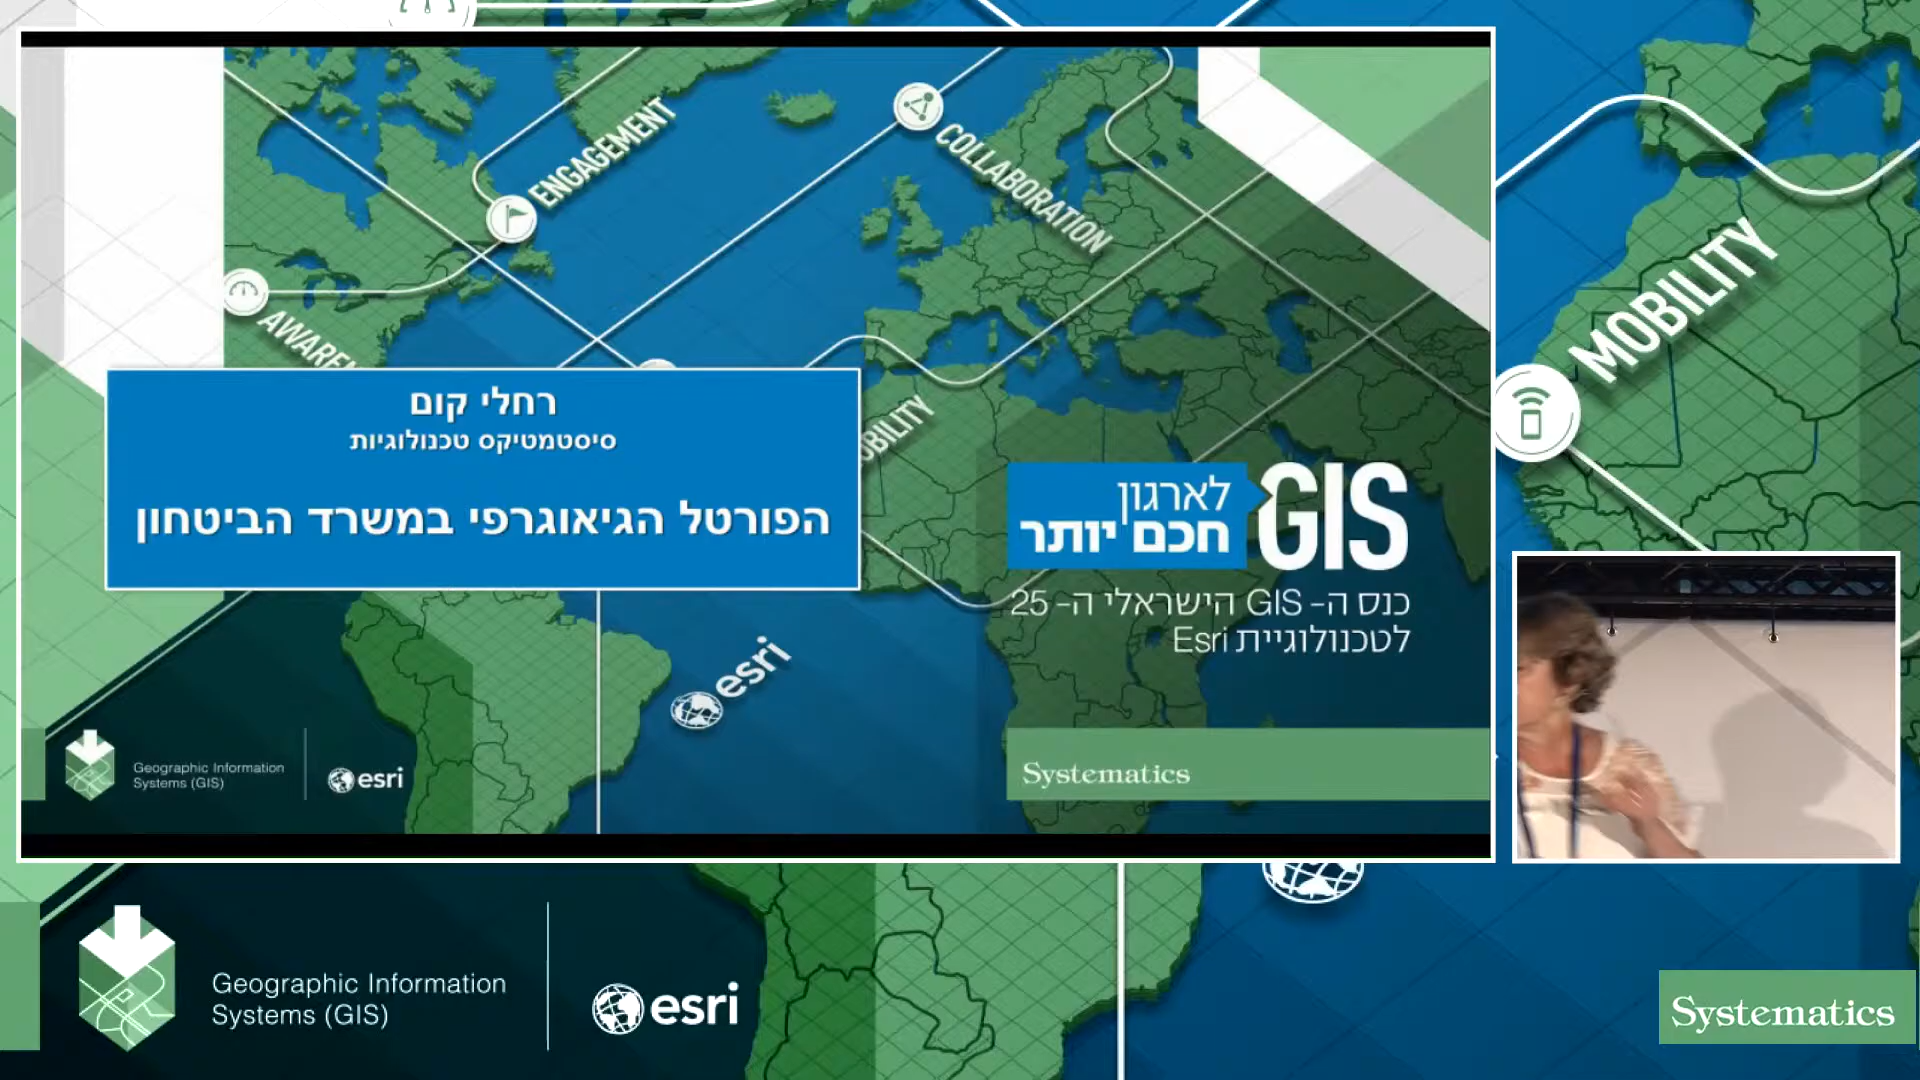 ENGAGEMENT
COLLABORATION
MOBILITY
רחלי קום
סיסטמטיקס טכנולוגיות
הפורטל הגיאוגרפי במשרד הביטחון
GIS
לארגון
חכם יותר
כנס ה- GIS הישראלי ה- 25
לטכנולוגיית Esri
esri
Geographic Information
Systems (GIS)
esri
Systematics
Geographic Information
Systems (GIS)
esri
Systematics